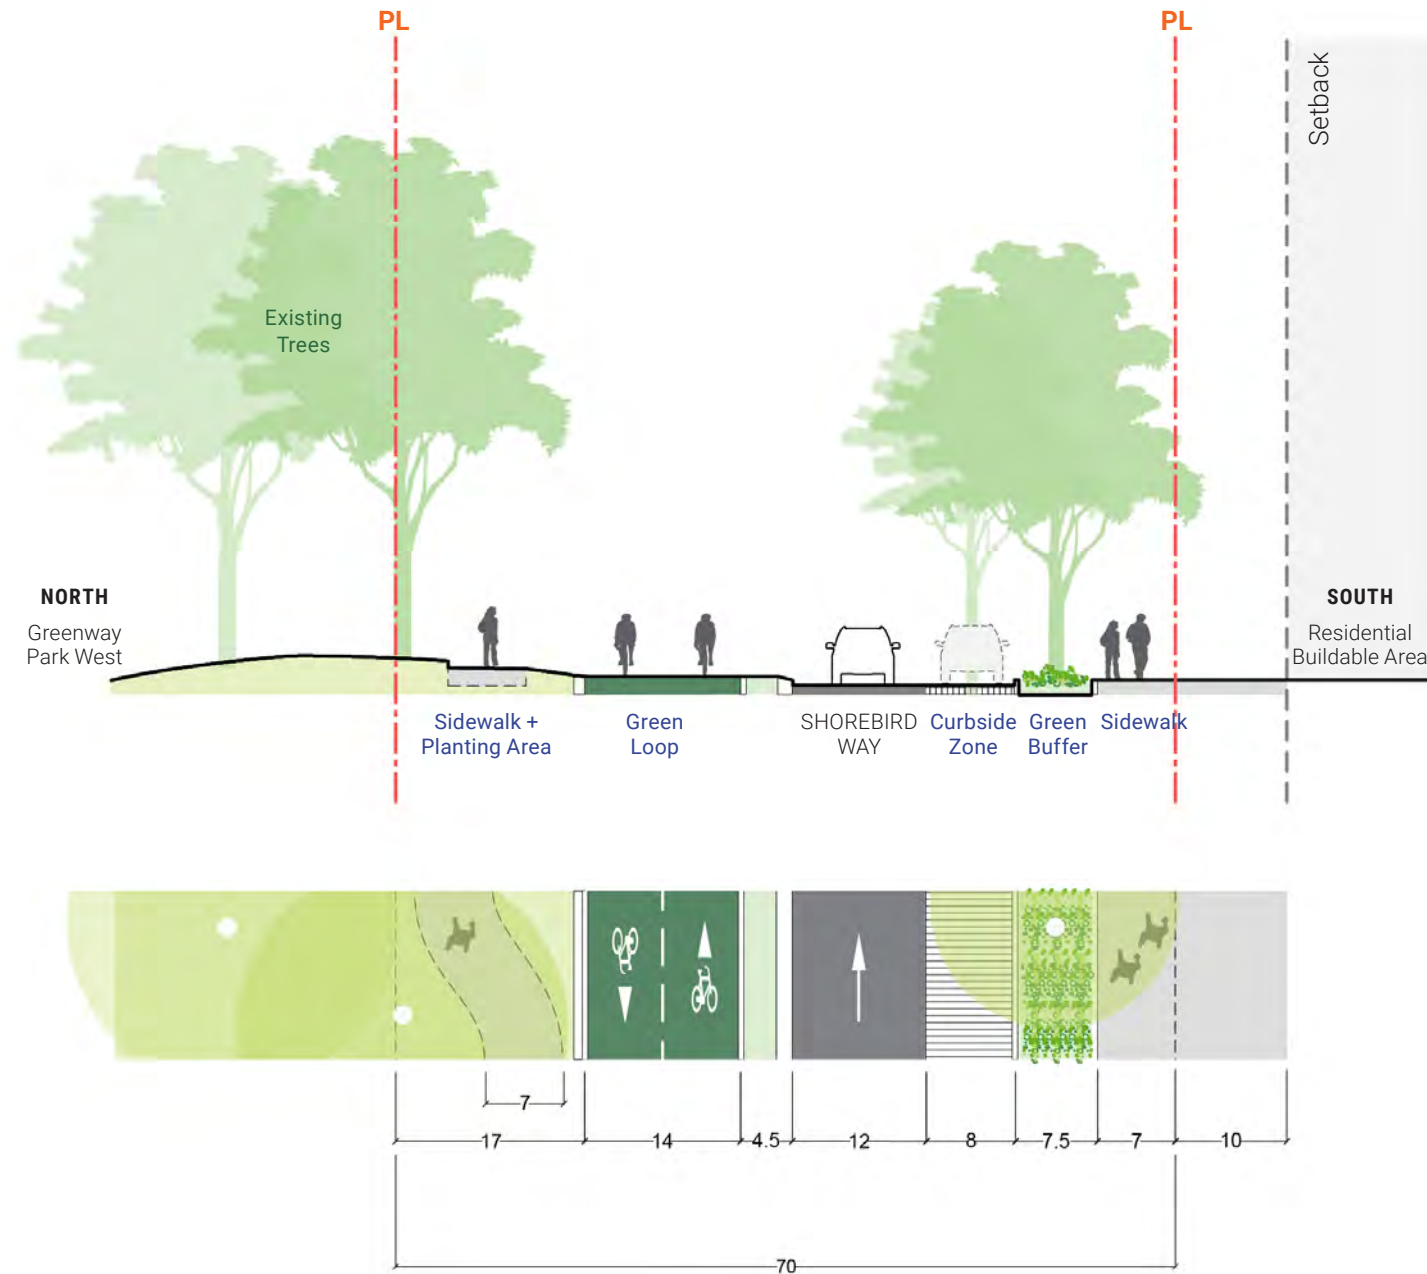 PL
PL
Setback
Existing
Trees
NORTH
Greenway
Park West
SOUTH
Residential
Buildable Area
Sidewalk +
Planting Area
Green
Loop
SHOREBIRD
WAY
Curbside
Zone
Green
Buffer
Sidewalk
7
17
14
4.5
12
8
7.5
7
10
70